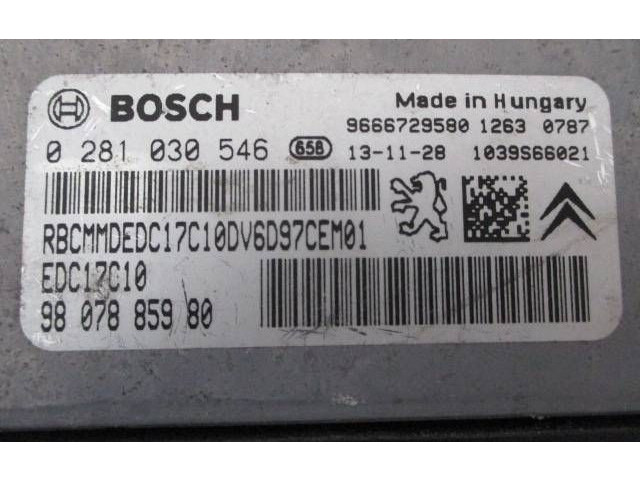 BOSCH Made in Hungary
9666729580 1263 0787
0 281 030 546 658 13-11-28 1039S66021
RBCMMDEDC17C10DV6D97CEM01
EDC17C10
98 078 859 80